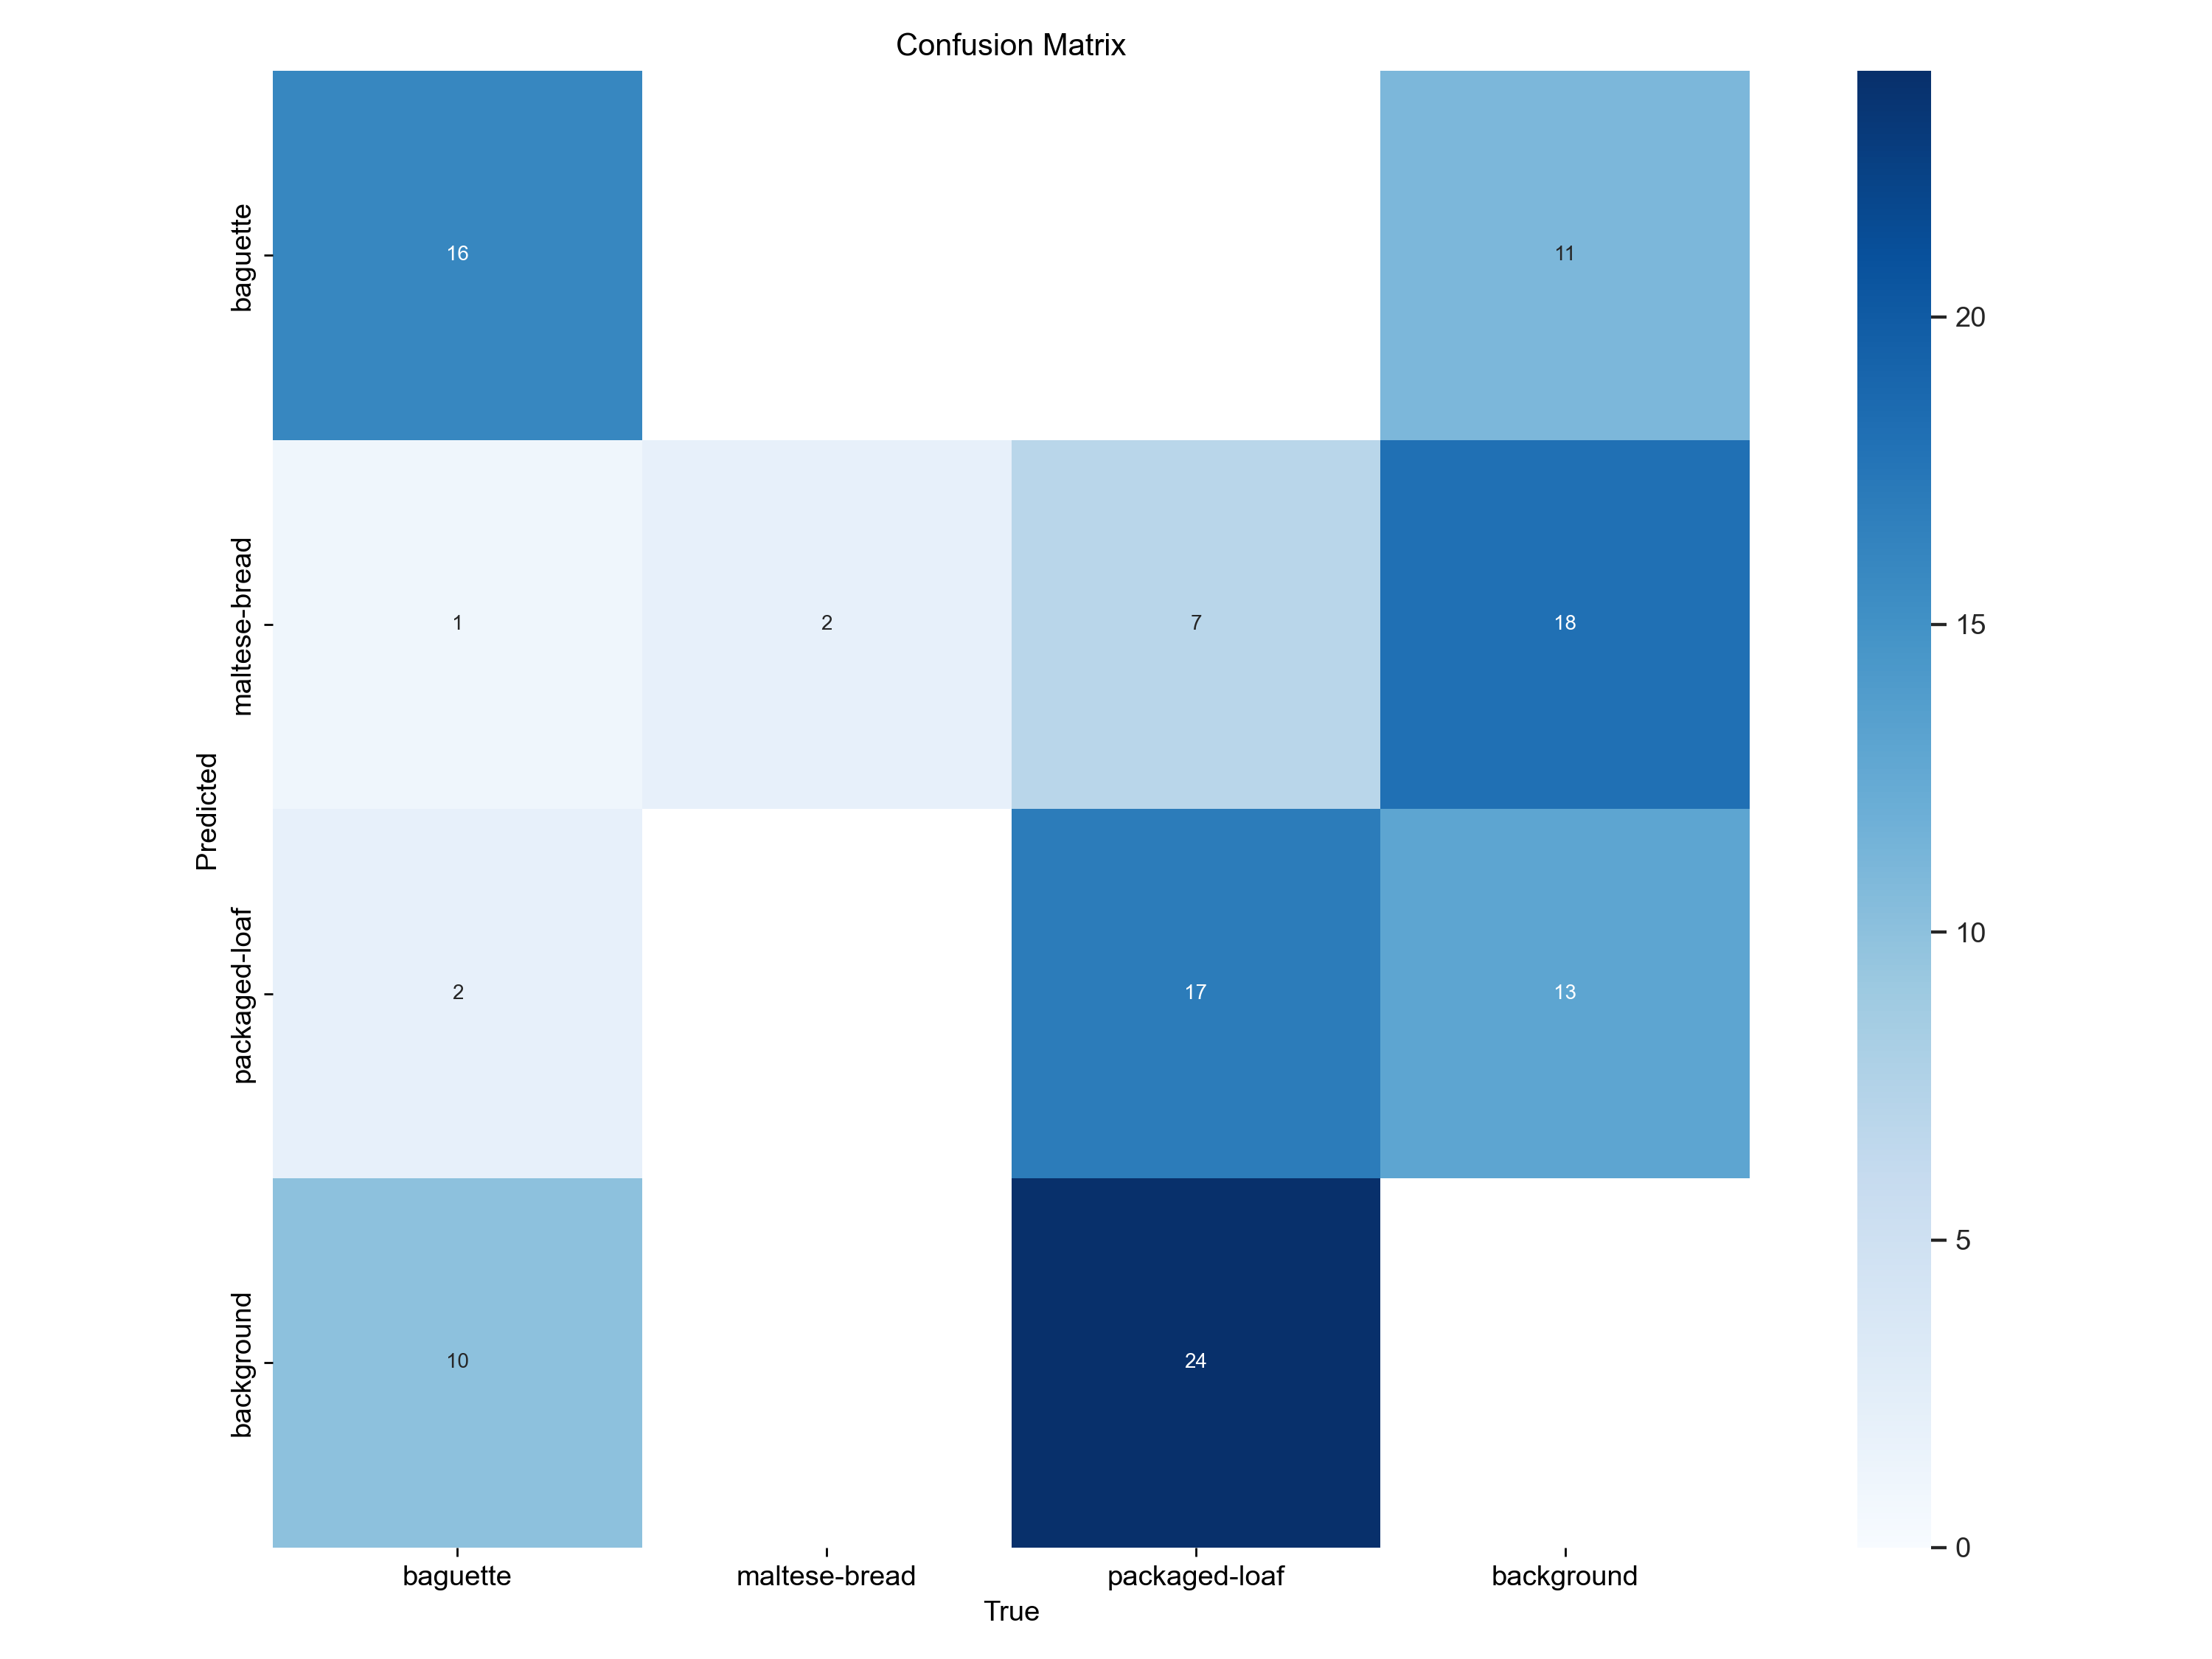 Confusion Matrix
baguette
16
11
20
maltese-bread
1
2
7
18
15
Predicted
packaged-loaf
2
17
13
10
background
10
24
5
0
baguette
maltese-bread
packaged-loaf
background
True